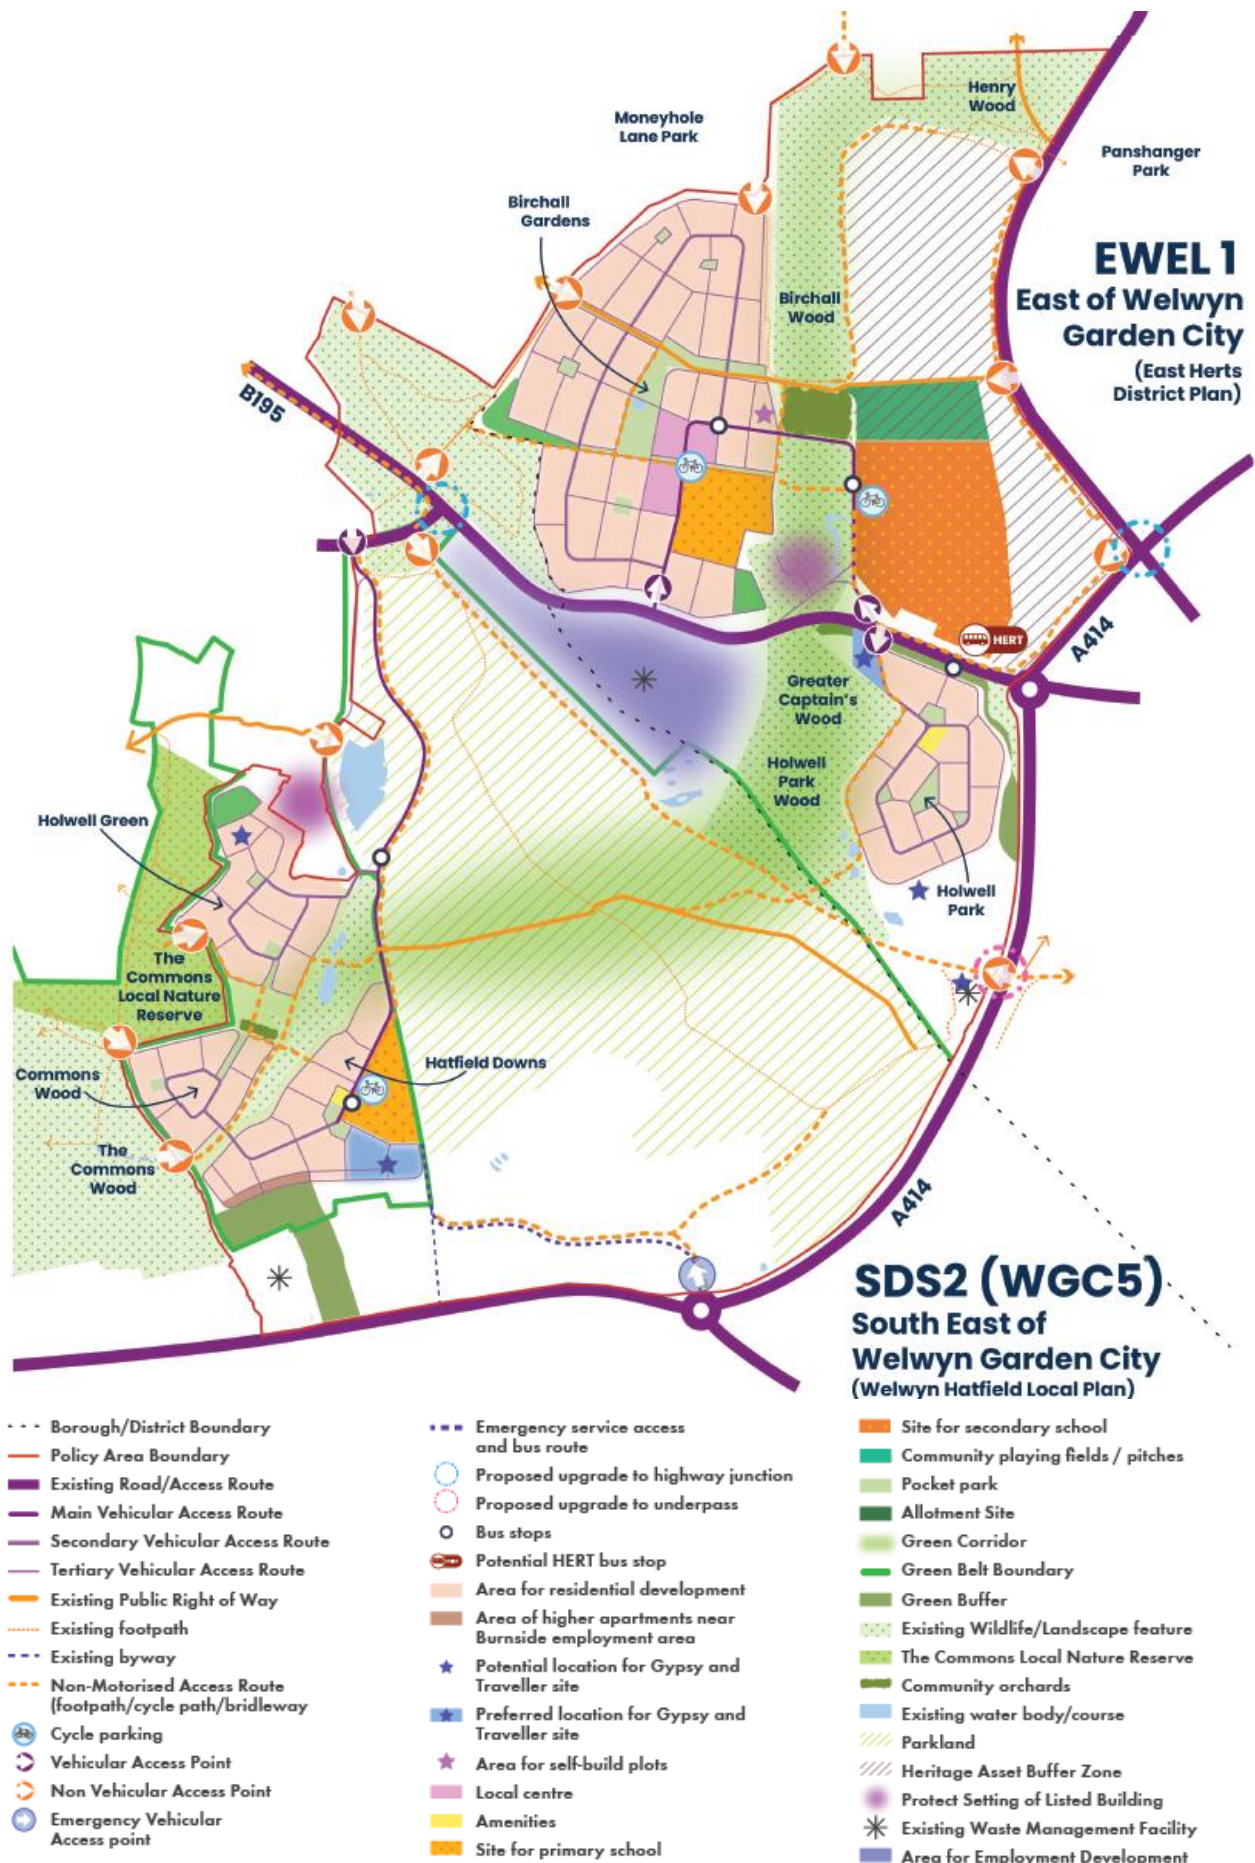 Henry
Wood
Moneyhole
Lane Park
Panshanger
Park
Birchall
Gardens
EWEL 1
East of Welwyn
Garden City
(East Herts
District Plan)
Birchall
Wood
B195
HERT
A414
Greater
Captain's
Wood
Holwell
Park
Wood
Holwell Green
Holwell
Park
The
Commons
Local Nature
Reserve
Hatfield Downs
Commons
Wood
The
Commons
Wood
A414
SDS2 (WGC5)
South East of
Welwyn Garden City
(Welwyn Hatfield Local Plan)
Borough/District Boundary
Policy Area Boundary
Existing Road/Access Route
Main Vehicular Access Route
Secondary Vehicular Access Route
Tertiary Vehicular Access Route
Existing Public Right of Way
Existing footpath
Existing byway
Non-Motorised Access Route
(footpath/cycle path/bridleway
Cycle parking
Vehicular Access Point
Non Vehicular Access Point
Emergency Vehicular
Access point
Emergency service access
and bus route
Proposed upgrade to highway junction
Proposed upgrade to underpass
Bus stops
Potential HERT bus stop
Area for residential development
Area of higher apartments near
Burnside employment area
Potential location for Gypsy and
Traveller site
Preferred location for Gypsy and
Traveller site
Area for self-build plots
Local centre
Amenities
Site for primary school
Site for secondary school
Community playing fields / pitches
Pocket park
Allotment Site
Green Corridor
Green Belt Boundary
Green Buffer
Existing Wildlife/Landscape feature
The Commons Local Nature Reserve
Community orchards
Existing water body/course
Parkland
Heritage Asset Buffer Zone
Protect Setting of Listed Building
Existing Waste Management Facility
Area for Employment Development